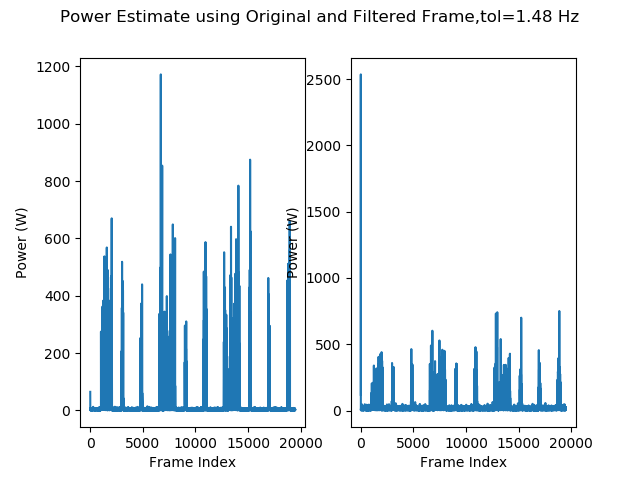 Power Estimate using Original and Filtered Frame,tol=1.48 Hz
1200
1000
800
600
400
200
0
Power (W)
0 5000 10000 15000 20000
Frame Index
2500
2000
1500
1000
500
0
Power (W)
0 5000 10000 15000 20000
Frame Index